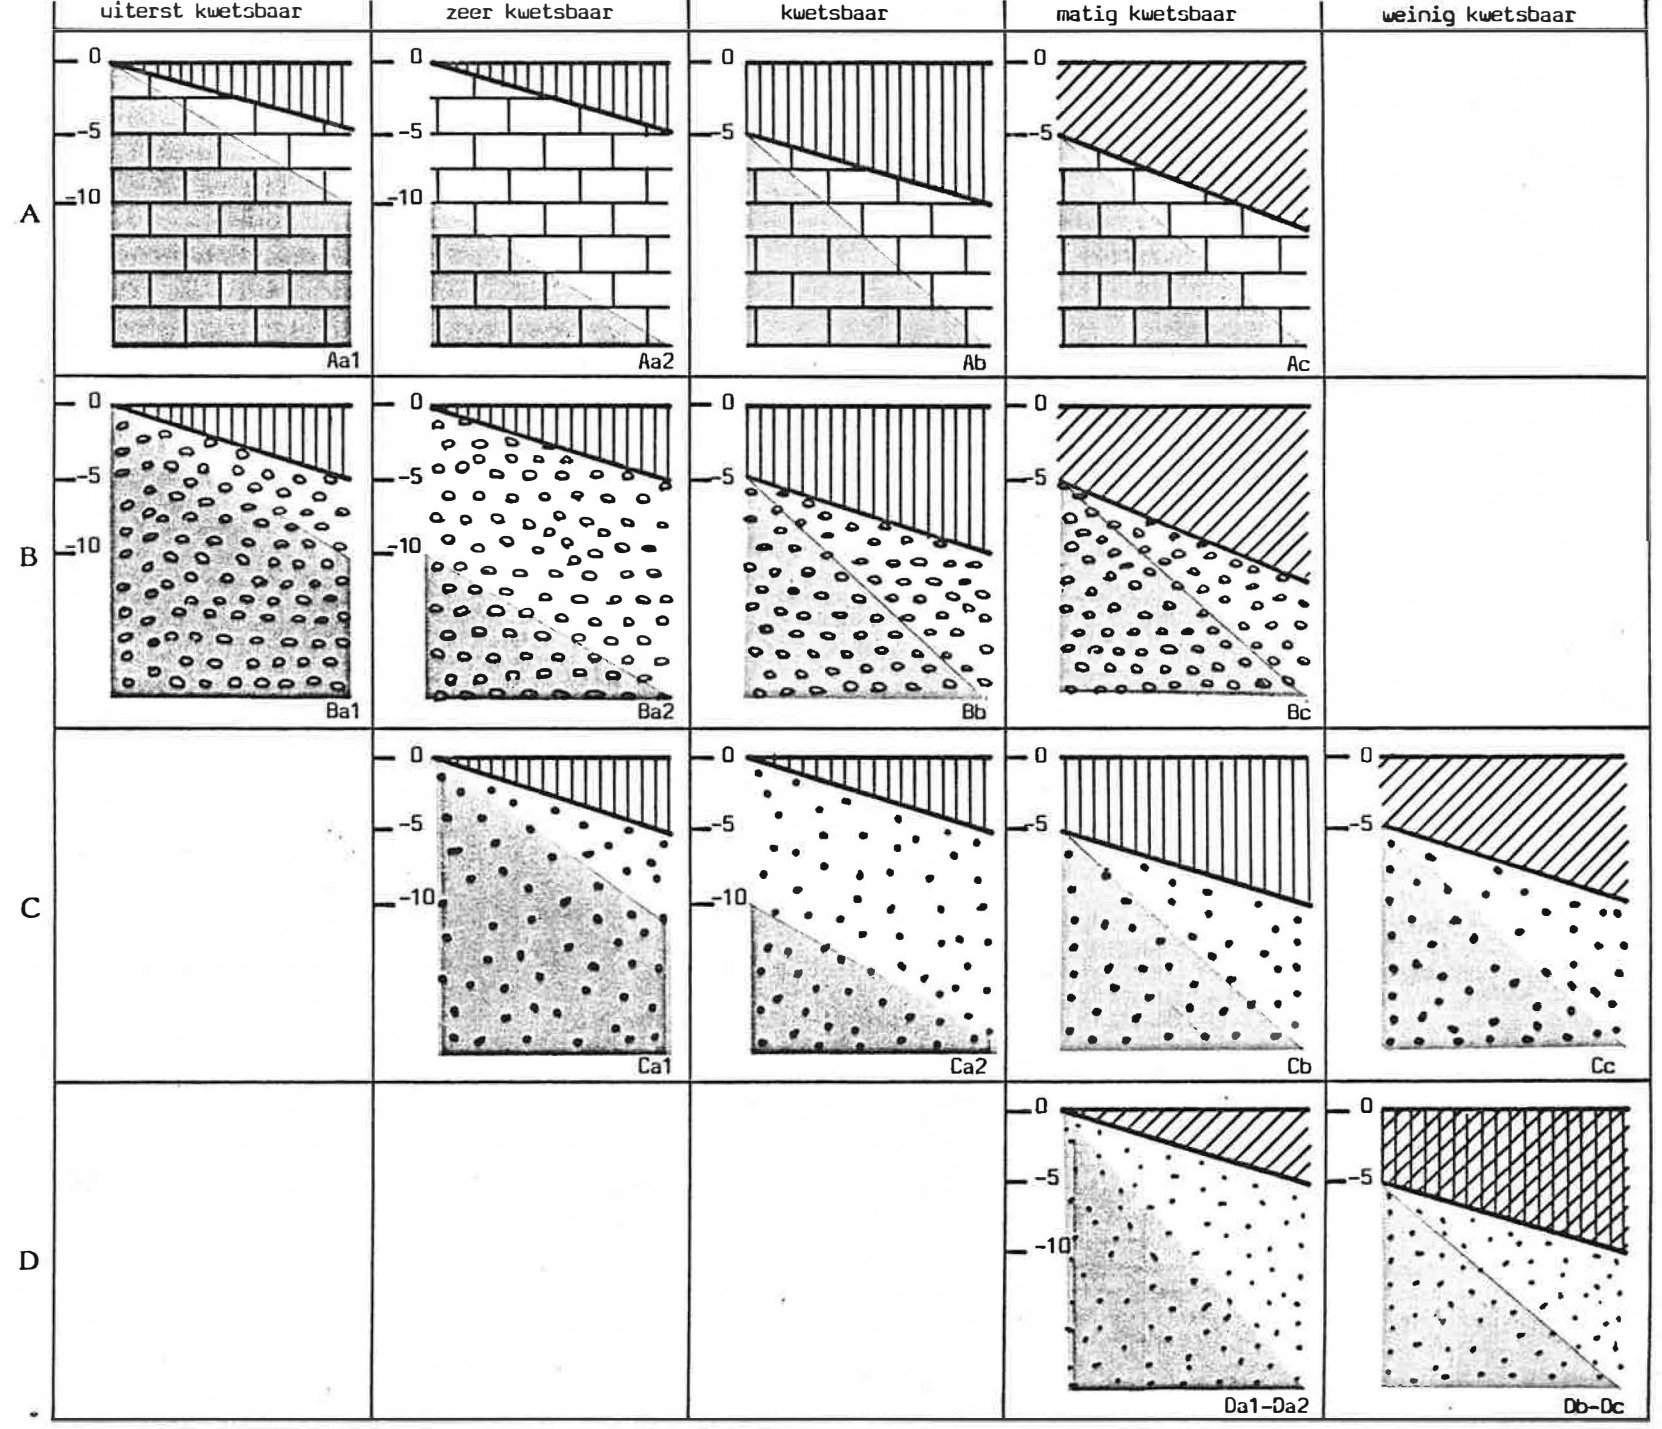 uiterst kwetsbaar zeer kwetsbaar kwetsbaar matig kwetsbaar weinig kwetsbaar
A
0 -5 -10 Aa1
0 -5 -10 Aa2
0 -5 Ab
0 -5 Ac
B
0 -5 -10 Ba1
0 -5 -10 Ba2
0 -5 Bb
0 -5 Bc
C
0 -5 -10 Ca1
0 -5 -10 Ca2
0 -5 Cb
0 -5 Cc
D
0 -5 -10 Da1-Da2
0 -5 Db-Dc